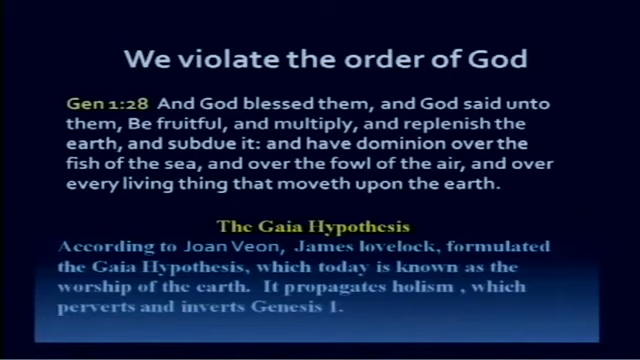 We violate the order of God
Gen 1:28 And God blessed them, and God said unto
them, Be fruitful, and multiply, and replenish the
earth, and subdue it: and have dominion over the
fish of the sea, and over the fowl of the air, and over
every living thing that moveth upon the earth.
The Gaia Hypothesis
According to Joan Veon, James lovelock, formulated
the Gaia Hypothesis, which today is known as the
worship of the earth. It propagates holism , which
perverts and inverts Genesis 1.